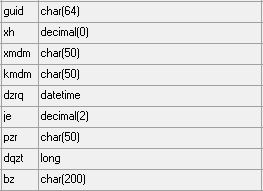 guid char(64)
xh decimal(0)
xmdm char(50)
kmdm char(50)
dzrq datetime
je decimal(2)
pzr char(50)
dqzt long
bz char(200)